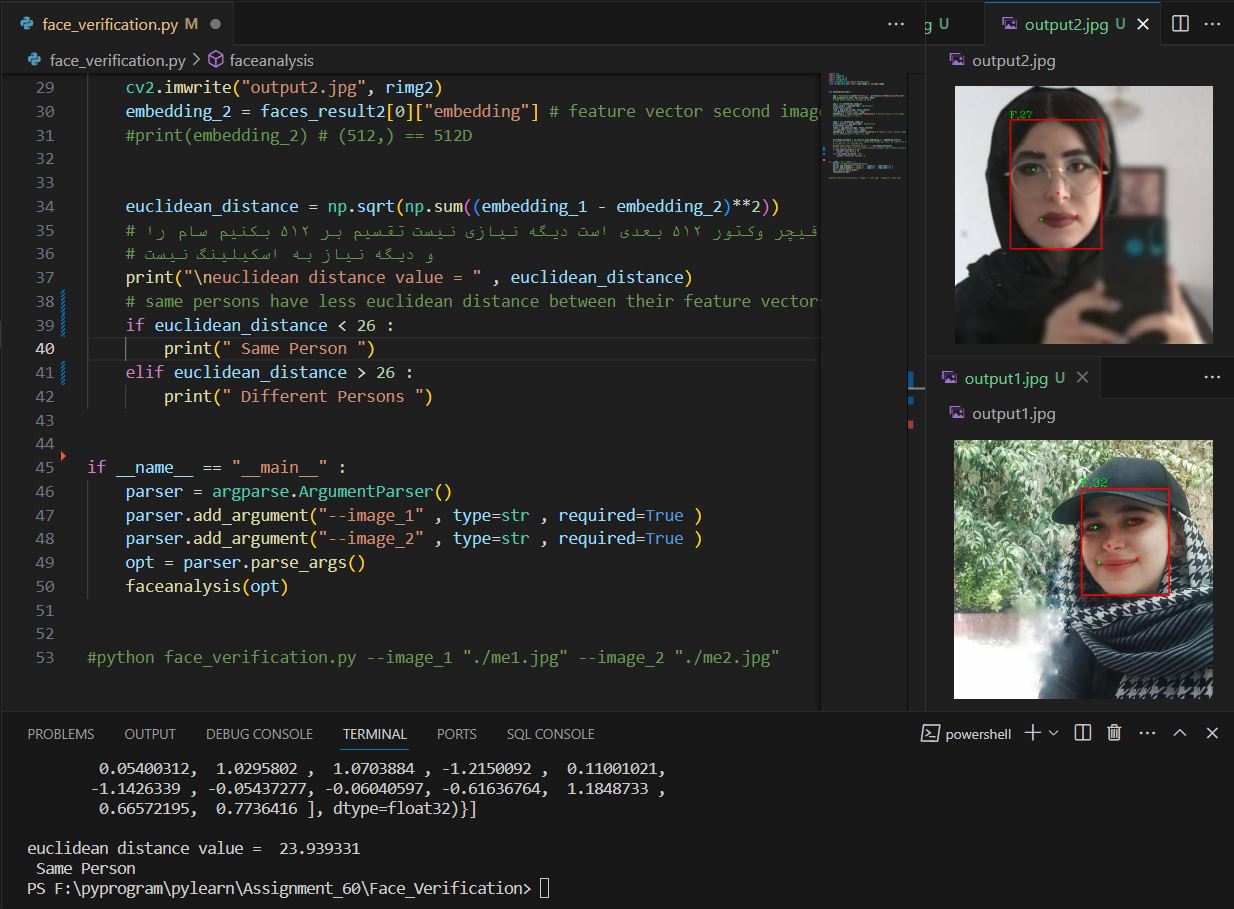 face_verification.py M
g U
output2.jpg U
face_verification.py > faceanalysis
output2.jpg
29 cv2.imwrite("output2.jpg", rimg2)
30 embedding_2 = faces_result2[0]["embedding"] # feature vector second imag
31 #print(embedding_2) # (512,) == 512D
32
33
34 euclidean_distance = np.sqrt(np.sum((embedding_1 - embedding_2)**2))
35 # فیچر وکتور ۵۱۲ بعدی است دیگه نیازی نیست تقسیم بر ۵۱۲ بکنیم سام را
36 # و دیگه نیاز به اسکیلینگ نیست
37 print("\neuclidean distance value = " , euclidean_distance)
38 # same persons have less euclidean distance between their feature vector
39 if euclidean_distance < 26 :
40 print(" Same Person ")
41 elif euclidean_distance > 26 :
42 print(" Different Persons ")
43
44
45 if __name__ == "__main__" :
46 parser = argparse.ArgumentParser()
47 parser.add_argument("--image_1" , type=str , required=True )
48 parser.add_argument("--image_2" , type=str , required=True )
49 opt = parser.parse_args()
50 faceanalysis(opt)
51
52
53 #python face_verification.py --image_1 "./me1.jpg" --image_2 "./me2.jpg"
F,27
output1.jpg U
output1.jpg
F,32
PROBLEMS OUTPUT DEBUG CONSOLE TERMINAL PORTS SQL CONSOLE
powershell
0.05400312, 1.0295802 , 1.0703884 , -1.2150092 , 0.11001021,
-1.1426339 , -0.05437277, -0.06040597, -0.61636764, 1.1848733 ,
0.66572195, 0.7736416 ], dtype=float32)}]
euclidean distance value = 23.939331
Same Person
PS F:\pyprogram\pylearn\Assignment_60\Face_Verification>